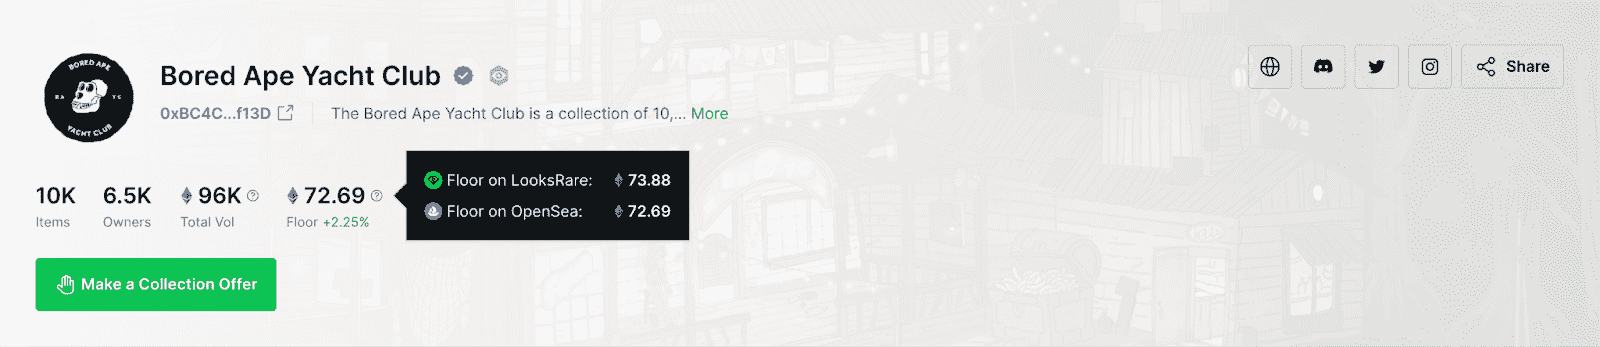 BORED APE
BA YC
YACHT CLUB
Bored Ape Yacht Club
0xBC4C...f13D
The Bored Ape Yacht Club is a collection of 10,... More
Share
10K 6.5K 96K 72.69
Items Owners Total Vol Floor +2.25%
Floor on LooksRare: 73.88
Floor on OpenSea: 72.69
Make a Collection Offer